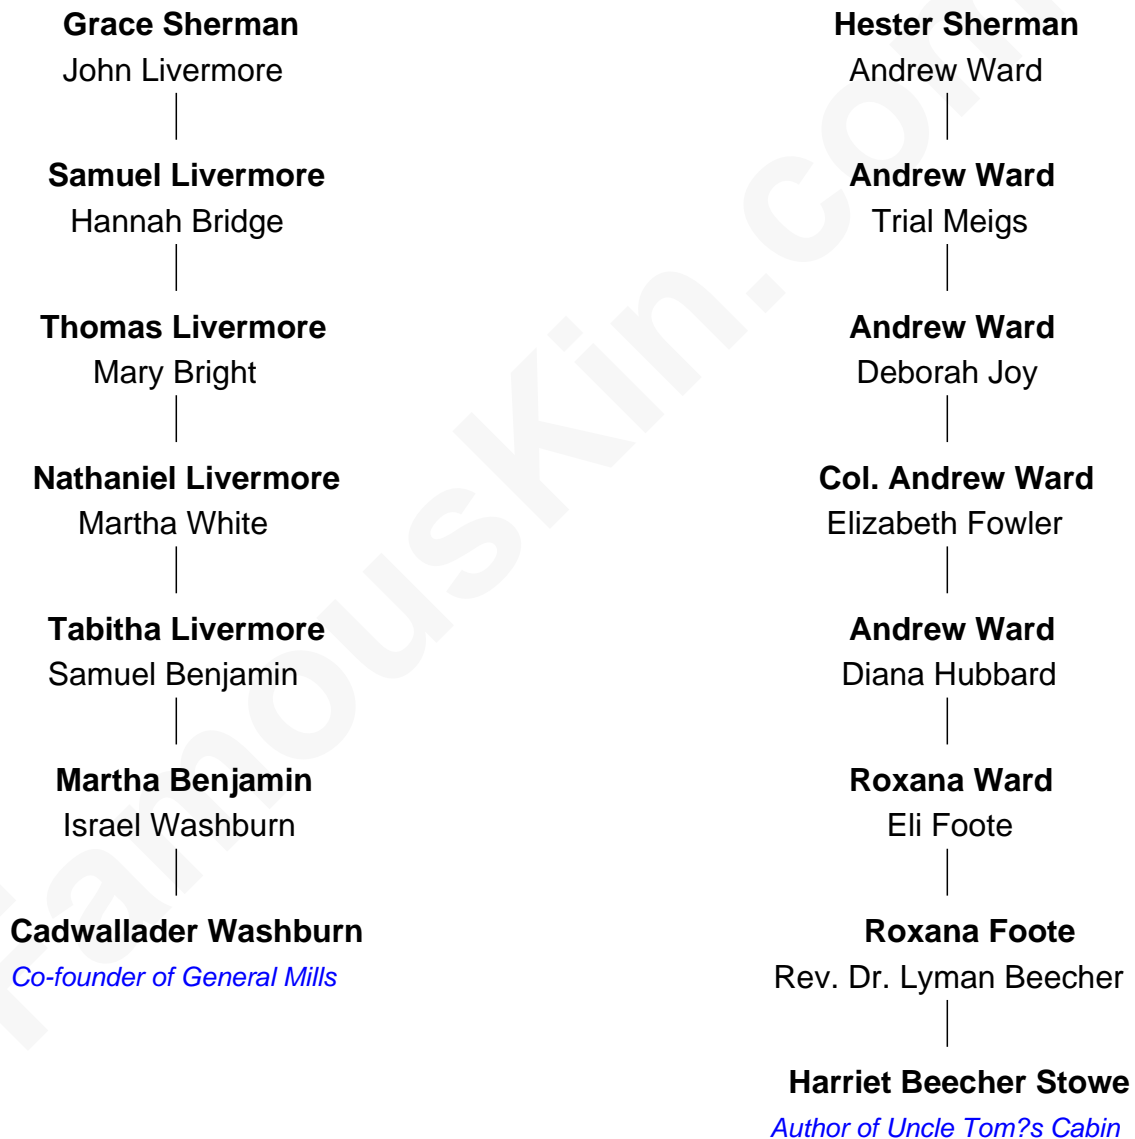 Grace Sherman
John Livermore
Samuel Livermore
Hannah Bridge
Thomas Livermore
Mary Bright
Nathaniel Livermore
Martha White
Tabitha Livermore
Samuel Benjamin
Martha Benjamin
Israel Washburn
Cadwallader Washburn
Co-founder of General Mills
Hester Sherman
Andrew Ward
Andrew Ward
Trial Meigs
Andrew Ward
Deborah Joy
Col. Andrew Ward
Elizabeth Fowler
Andrew Ward
Diana Hubbard
Roxana Ward
Eli Foote
Roxana Foote
Rev. Dr. Lyman Beecher
Harriet Beecher Stowe
Author of Uncle Tom?s Cabin
FamousKin.com